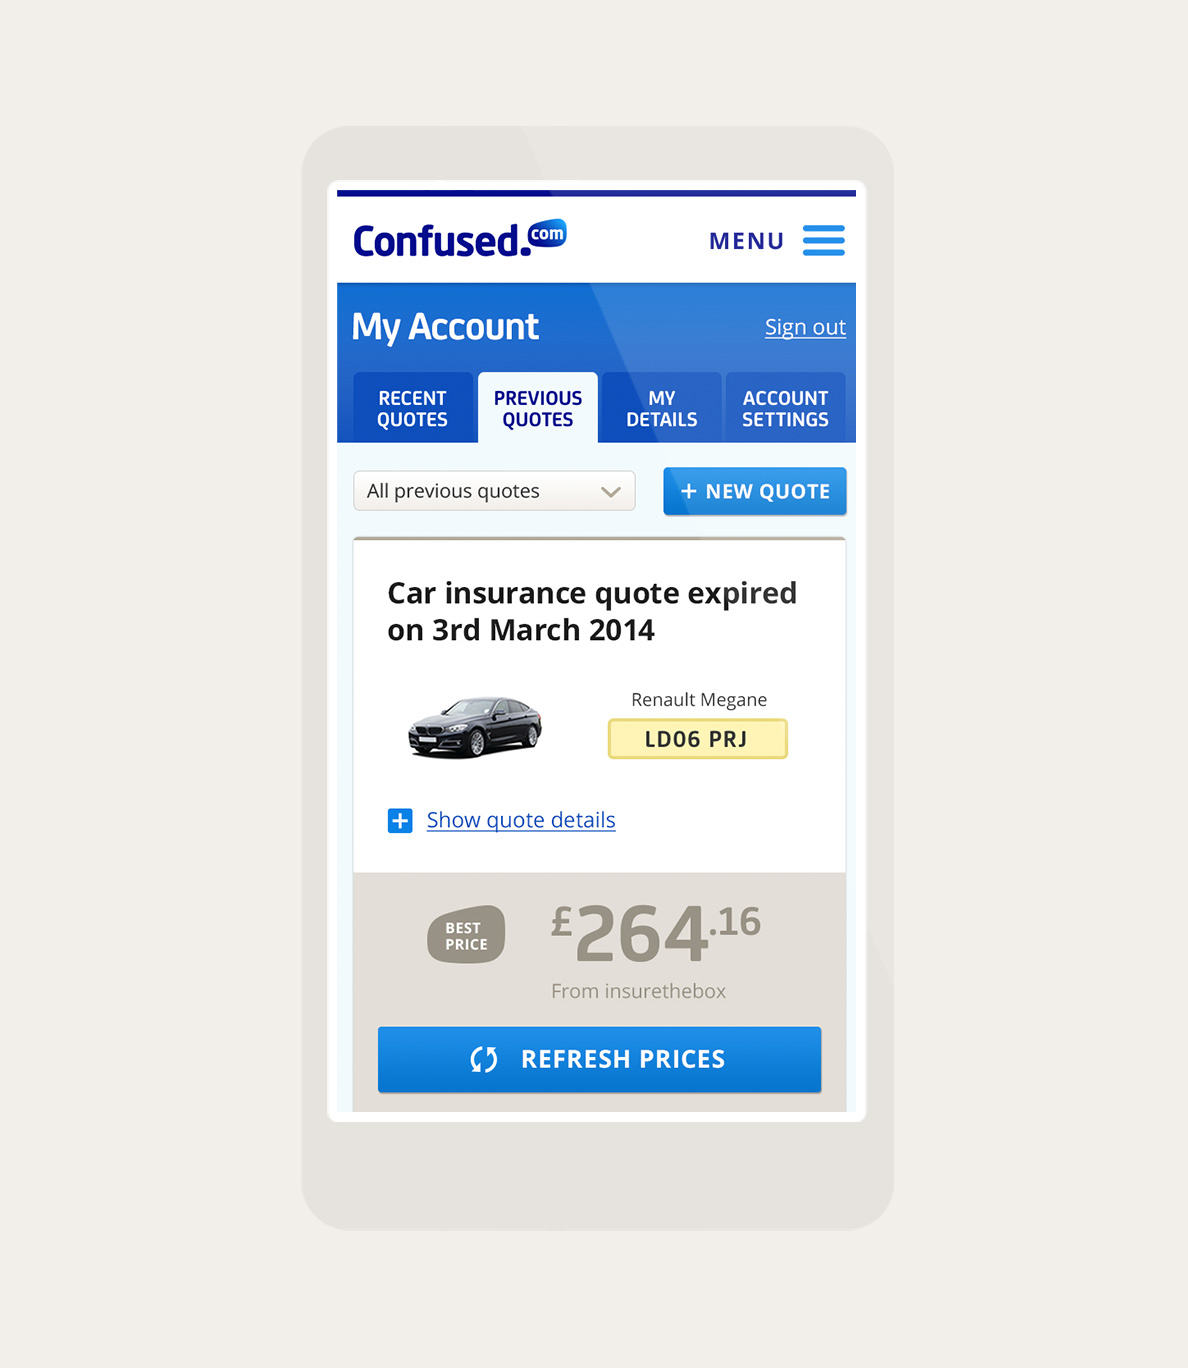 Confused.com
MENU
My Account
Sign out
RECENT
QUOTES
PREVIOUS
QUOTES
MY
DETAILS
ACCOUNT
SETTINGS
All previous quotes
+ NEW QUOTE
Car insurance quote expired
on 3rd March 2014
Renault Megane
LD06 PRJ
Show quote details
BEST
PRICE
£264.16
From insurethebox
REFRESH PRICES